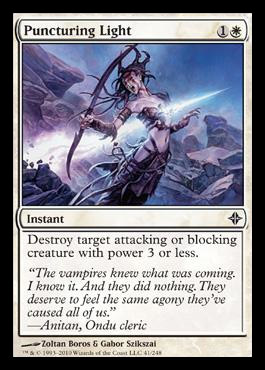 Puncturing Light 1
Instant
Destroy target attacking or blocking
creature with power 3 or less.
"The vampires knew what was coming.
I know it. And they did nothing. They
deserve to feel the same agony they've
caused all of us."
—Anitan, Ondu cleric
Zoltan Boros & Gabor Szikszai
™ & © 1993–2010 Wizards of the Coast LLC 41/248